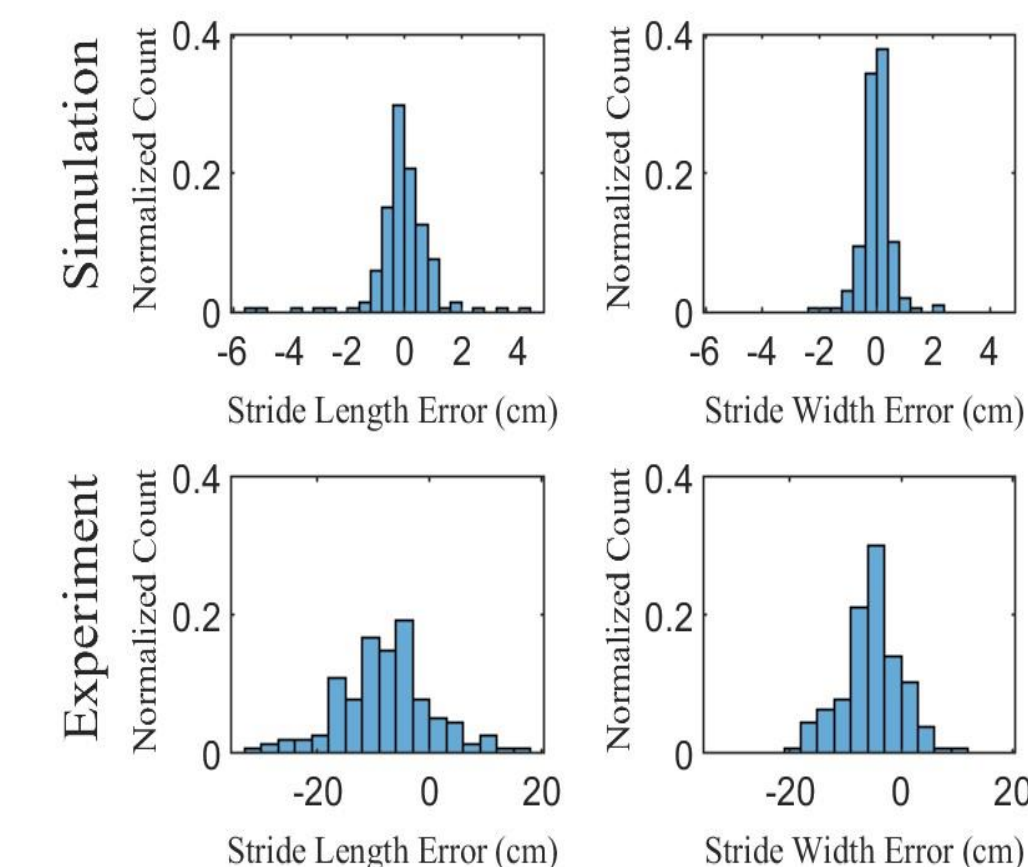 Simulation
Normalized Count
0.4
0.2
0
-6 -4 -2 0 2 4
Stride Length Error (cm)
Normalized Count
0.4
0.2
0
-6 -4 -2 0 2 4
Stride Width Error (cm)
Experiment
Normalized Count
0.4
0.2
0
-20 0 20
Stride Length Error (cm)
Normalized Count
0.4
0.2
0
-20 0 20
Stride Width Error (cm)